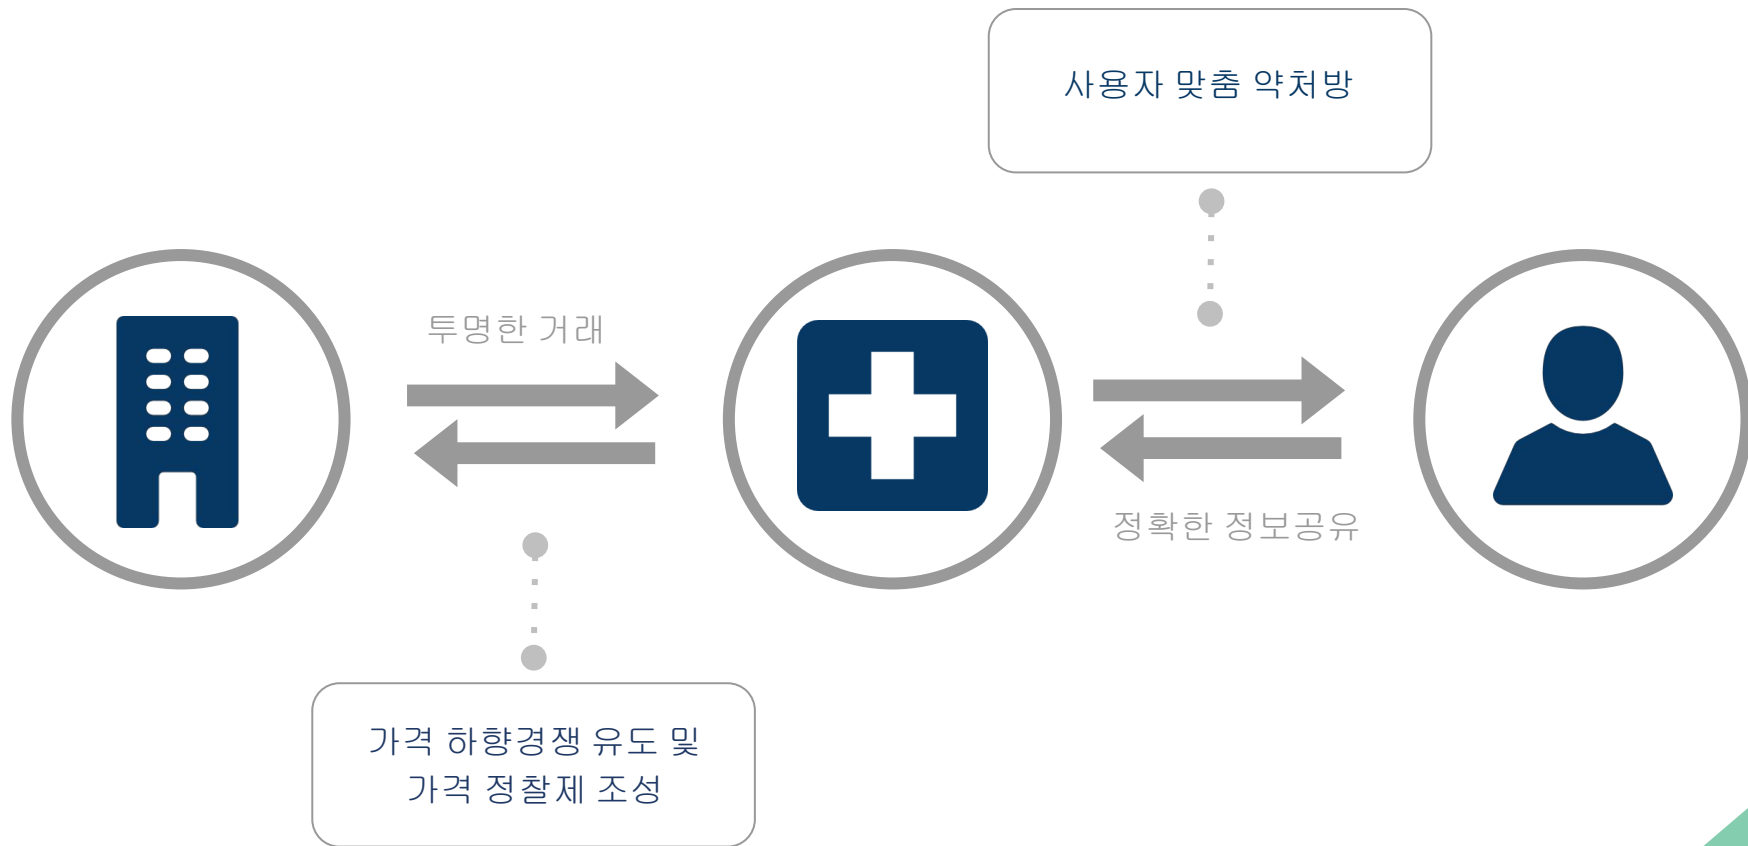 사용자 맞춤 약처방
투명한 거래
정확한 정보공유
가격 하향경쟁 유도 및
가격 정찰제 조성